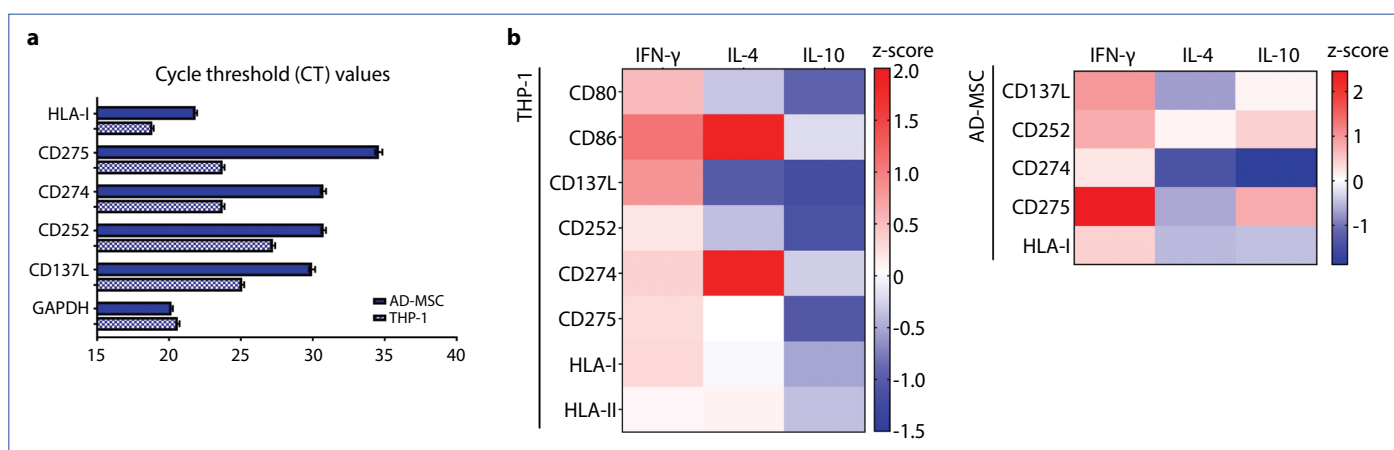 a
Cycle threshold (CT) values
HLA-I
CD275
CD274
CD252
CD137L
GAPDH
AD-MSC
THP-1
15 20 25 30 35 40
b
IFN-γ IL-4 IL-10 z-score
THP-1
CD80
CD86
CD137L
CD252
CD274
CD275
HLA-I
HLA-II
2.0
1.5
1.0
0.5
0
-0.5
-1.0
-1.5
IFN-γ IL-4 IL-10 z-score
AD-MSC
CD137L
CD252
CD274
CD275
HLA-I
2
1
0
-1